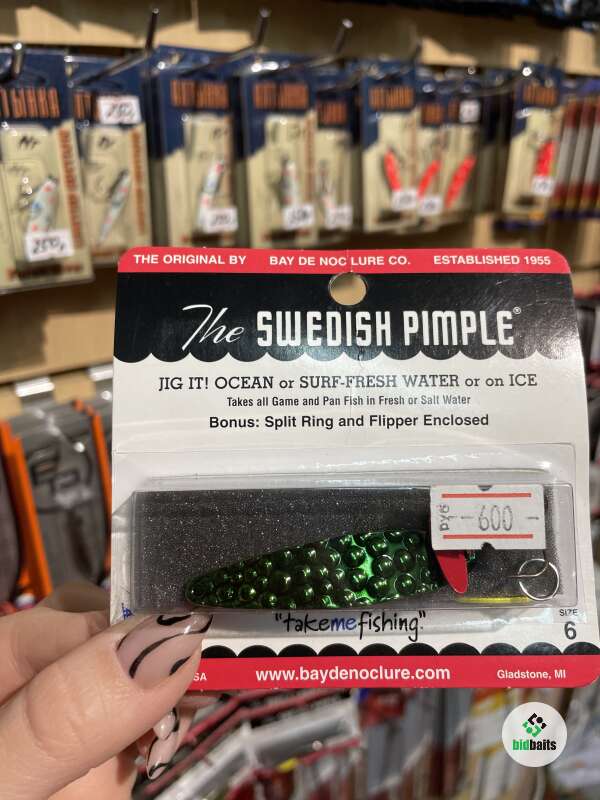 250р
THE ORIGINAL BY BAY DE NOC LURE CO. ESTABLISHED 1955
The SWEDISH PIMPLE®
JIG IT! OCEAN or SURF-FRESH WATER or on ICE
Takes all Game and Pan Fish in Fresh or Salt Water
Bonus: Split Ring and Flipper Enclosed
руб
-600-
"takemefishing"
SIZE
6
SA www.baydenoclure.com Gladstone, MI
bidbaits